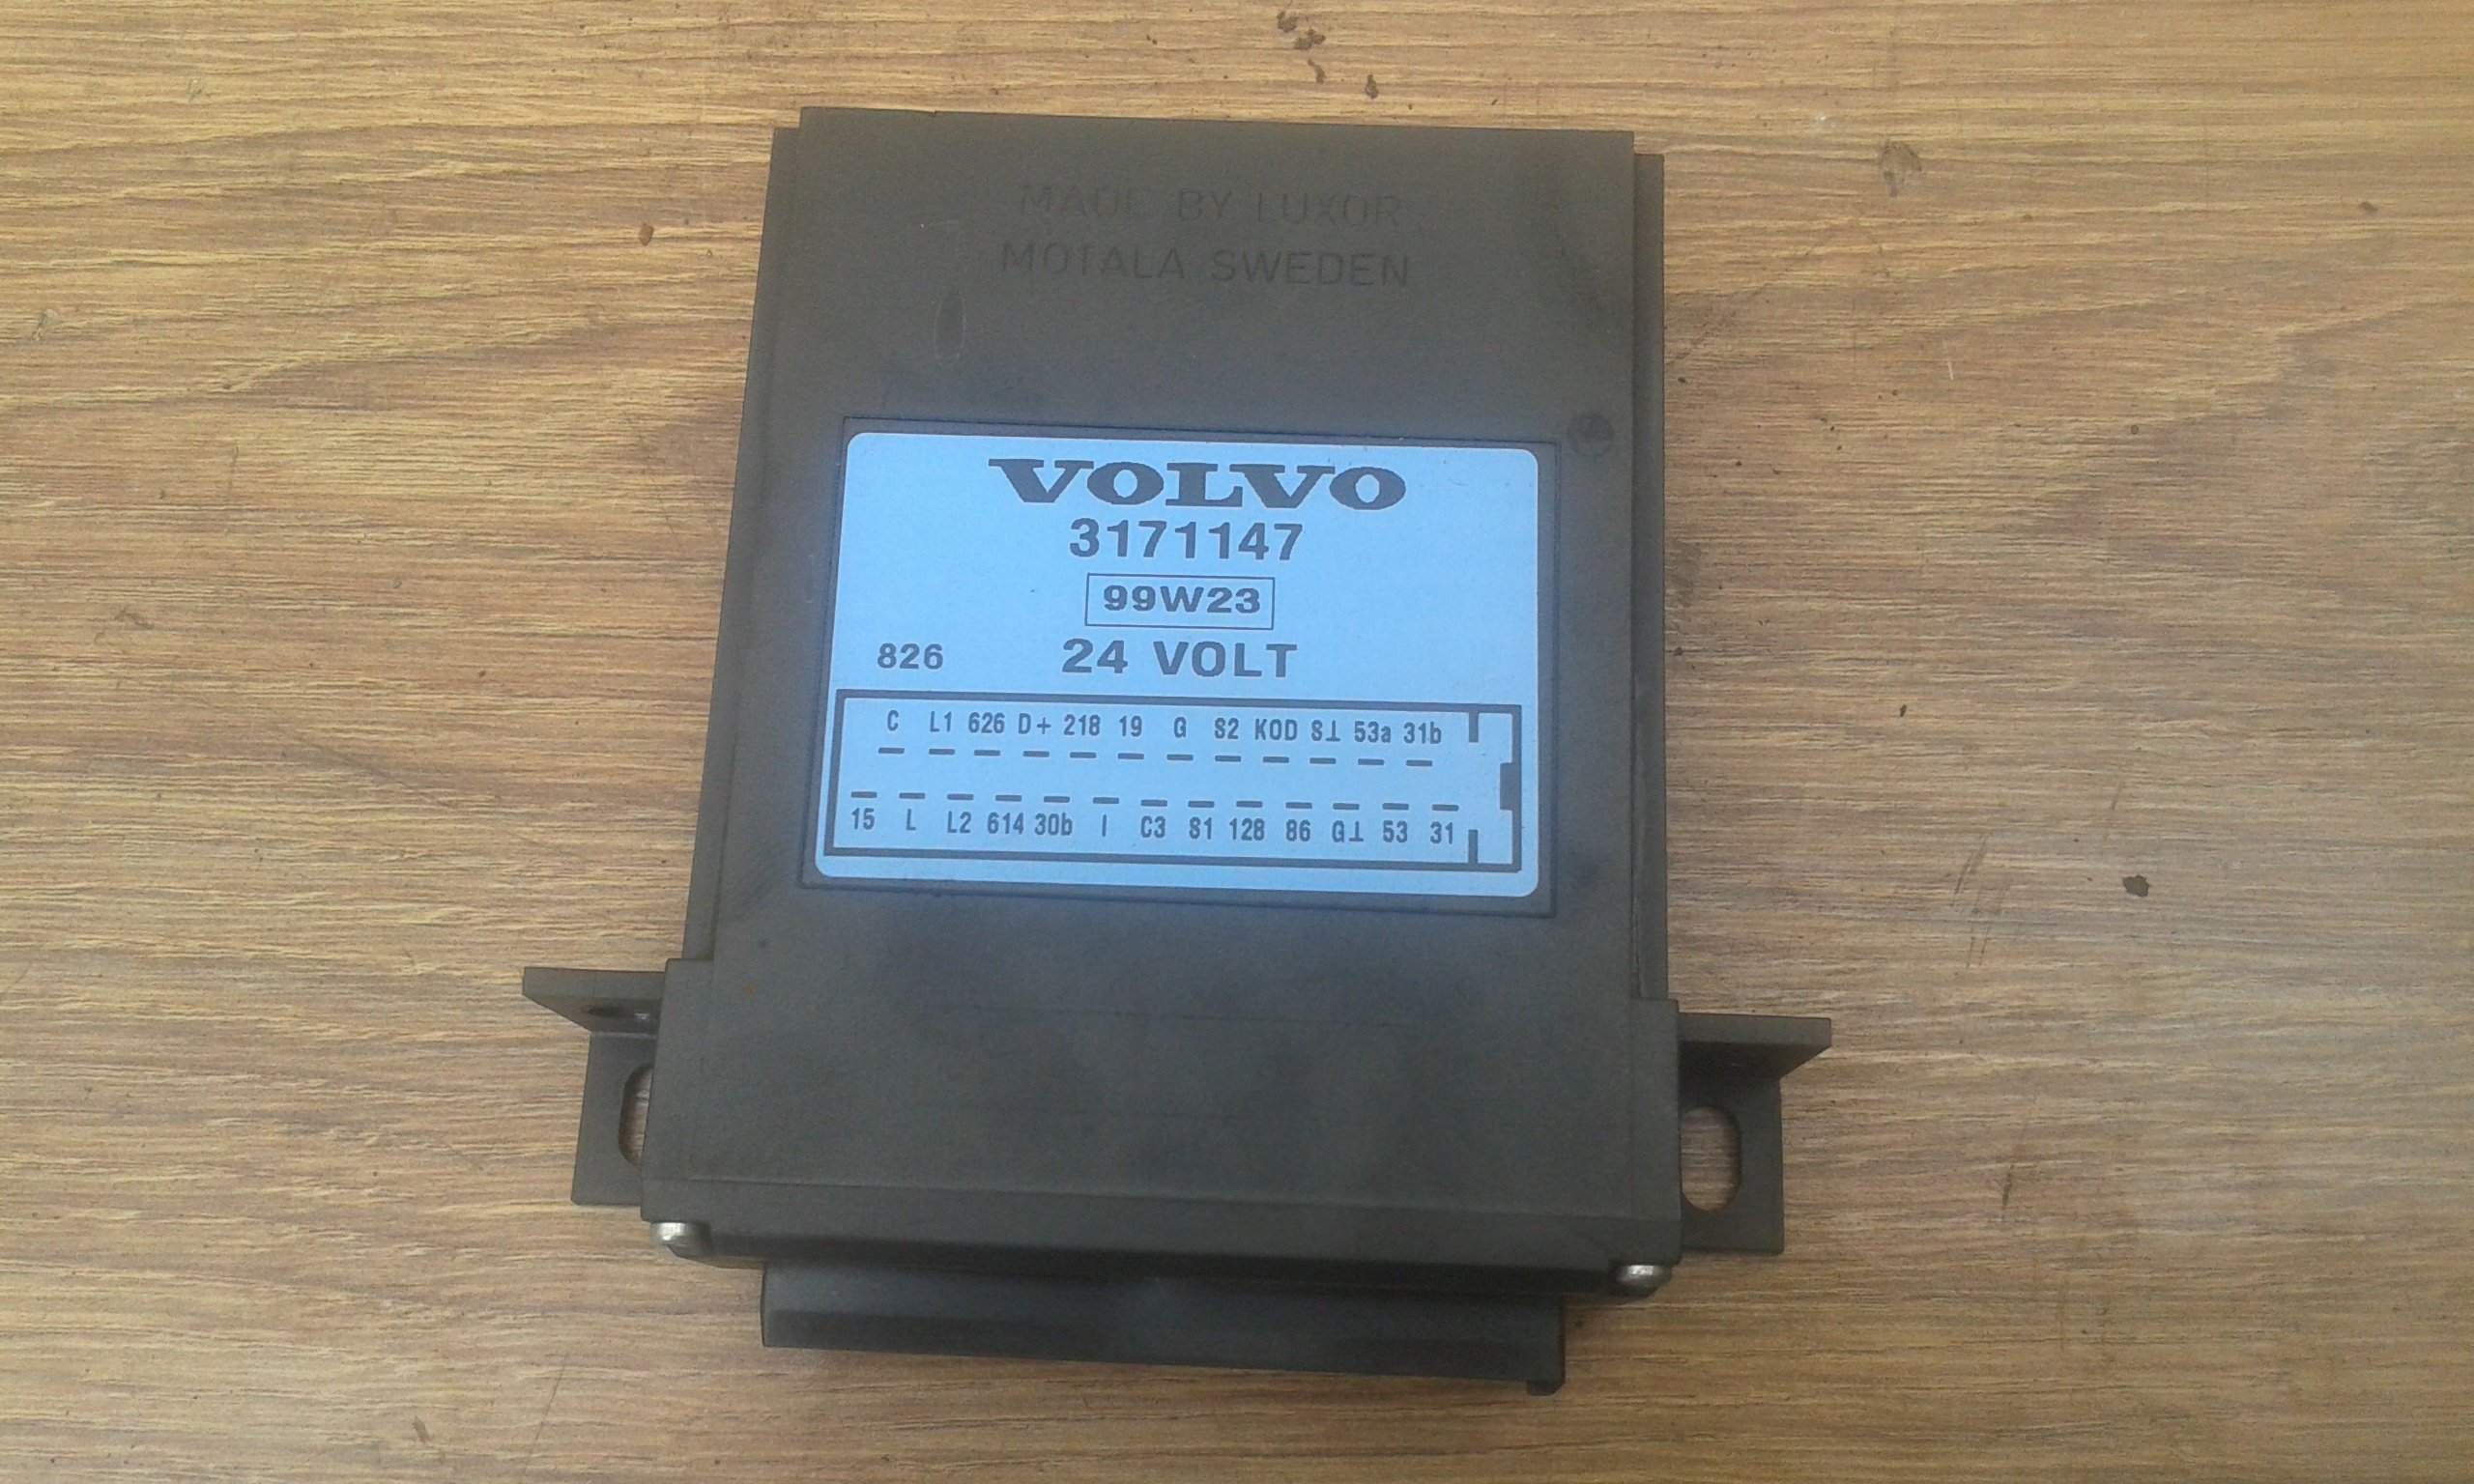 MADE BY LUXOR
MOTALA SWEDEN
VOLVO
3171147
99W23
826 24 VOLT
C L1 626 D+ 218 19 G S2 KOD S⊥ 53a 31b
15 L L2 614 30b I C3 S1 128 86 G⊥ 53 31